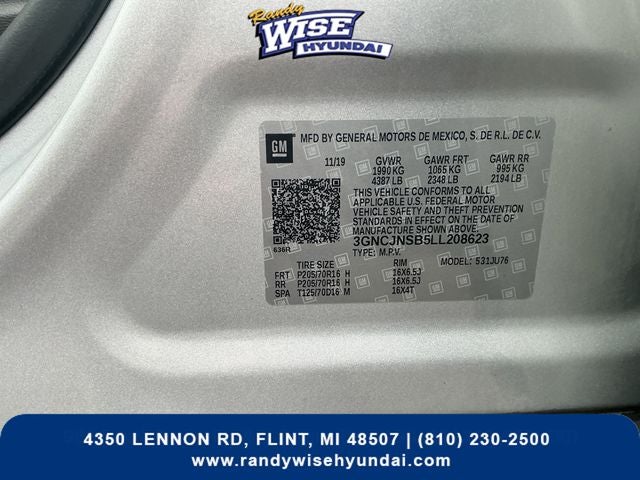 Randy
WISE
HYUNDAI
GM
MFD BY GENERAL MOTORS DE MEXICO, S. DE R.L. DE C.V.
11/19 GVWR GAWR FRT GAWR RR
1990 KG 1065 KG 995 KG
4387 LB 2348 LB 2194 LB
THIS VEHICLE CONFORMS TO ALL
APPLICABLE U.S. FEDERAL MOTOR
VEHICLE SAFETY AND THEFT PREVENTION
STANDARDS IN EFFECT ON THE DATE OF
MANUFACTURE SHOWN ABOVE.
3GNCJNSB5LL208623
636R TYPE: M.P.V.
TIRE SIZE RIM MODEL: 531JU76
FRT P205/70R16 H 16X6.5J
RR P205/70R16 H 16X6.5J
SPA T125/70D16 M 16X4T
4350 LENNON RD, FLINT, MI 48507 | (810) 230-2500
www.randywisehyundai.com